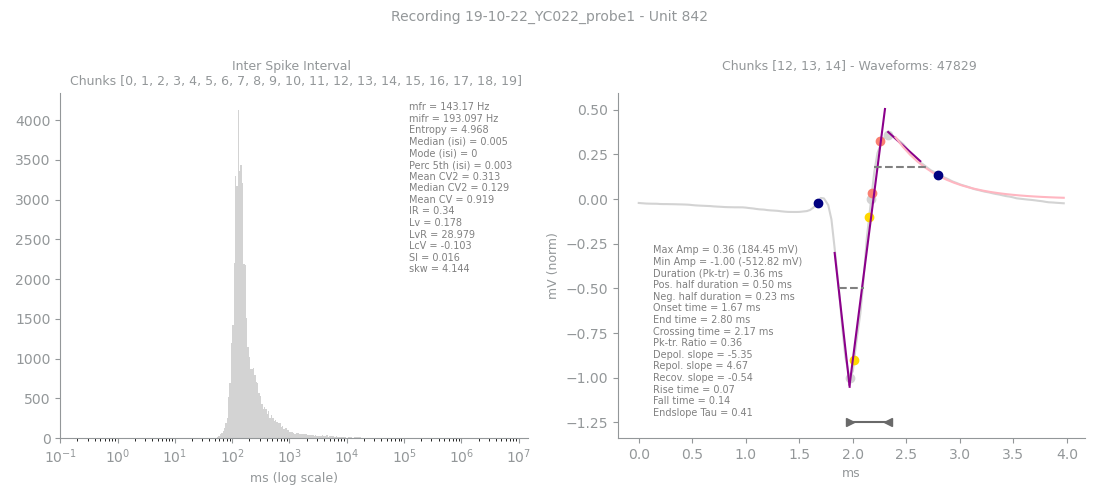 Recording 19-10-22_YC022_probe1 - Unit 842
Inter Spike Interval
Chunks [0, 1, 2, 3, 4, 5, 6, 7, 8, 9, 10, 11, 12, 13, 14, 15, 16, 17, 18, 19]
mfr = 143.17 Hz
mifr = 193.097 Hz
Entropy = 4.968
Median (isi) = 0.005
Mode (isi) = 0
Perc 5th (isi) = 0.003
Mean CV2 = 0.313
Median CV2 = 0.129
Mean CV = 0.919
IR = 0.34
Lv = 0.178
LvR = 28.979
LcV = -0.103
SI = 0.016
skw = 4.144
4000
3500
3000
2500
2000
1500
1000
500
0
10⁻¹ 10⁰ 10¹ 10² 10³ 10⁴ 10⁵ 10⁶ 10⁷
ms (log scale)
Chunks [12, 13, 14] - Waveforms: 47829
mV (norm)
0.50
0.25
0.00
−0.25
−0.50
−0.75
−1.00
−1.25
Max Amp = 0.36 (184.45 mV)
Min Amp = -1.00 (-512.82 mV)
Duration (Pk-tr) = 0.36 ms
Pos. half duration = 0.50 ms
Neg. half duration = 0.23 ms
Onset time = 1.67 ms
End time = 2.80 ms
Crossing time = 2.17 ms
Pk-tr. Ratio = 0.36
Depol. slope = -5.35
Repol. slope = 4.67
Recov. slope = -0.54
Rise time = 0.07
Fall time = 0.14
Endslope Tau = 0.41
0.0 0.5 1.0 1.5 2.0 2.5 3.0 3.5 4.0
ms